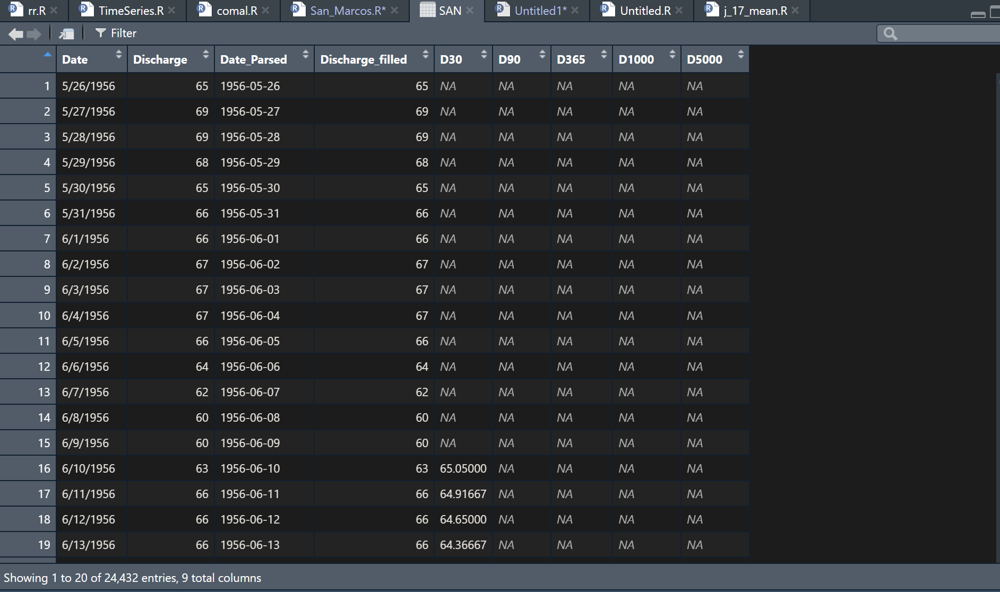 rr.R TimeSeries.R comal.R San_Marcos.R* SAN Untitled1* Untitled.R j_17_mean.R
Filter
Date Discharge Date_Parsed Discharge_filled D30 D90 D365 D1000 D5000
1 5/26/1956 65 1956-05-26 65 NA NA NA NA NA
2 5/27/1956 69 1956-05-27 69 NA NA NA NA NA
3 5/28/1956 69 1956-05-28 69 NA NA NA NA NA
4 5/29/1956 68 1956-05-29 68 NA NA NA NA NA
5 5/30/1956 65 1956-05-30 65 NA NA NA NA NA
6 5/31/1956 66 1956-05-31 66 NA NA NA NA NA
7 6/1/1956 66 1956-06-01 66 NA NA NA NA NA
8 6/2/1956 67 1956-06-02 67 NA NA NA NA NA
9 6/3/1956 67 1956-06-03 67 NA NA NA NA NA
10 6/4/1956 67 1956-06-04 67 NA NA NA NA NA
11 6/5/1956 66 1956-06-05 66 NA NA NA NA NA
12 6/6/1956 64 1956-06-06 64 NA NA NA NA NA
13 6/7/1956 62 1956-06-07 62 NA NA NA NA NA
14 6/8/1956 60 1956-06-08 60 NA NA NA NA NA
15 6/9/1956 60 1956-06-09 60 NA NA NA NA NA
16 6/10/1956 63 1956-06-10 63 65.05000 NA NA NA NA
17 6/11/1956 66 1956-06-11 66 64.91667 NA NA NA NA
18 6/12/1956 66 1956-06-12 66 64.65000 NA NA NA NA
19 6/13/1956 66 1956-06-13 66 64.36667 NA NA NA NA
Showing 1 to 20 of 24,432 entries, 9 total columns